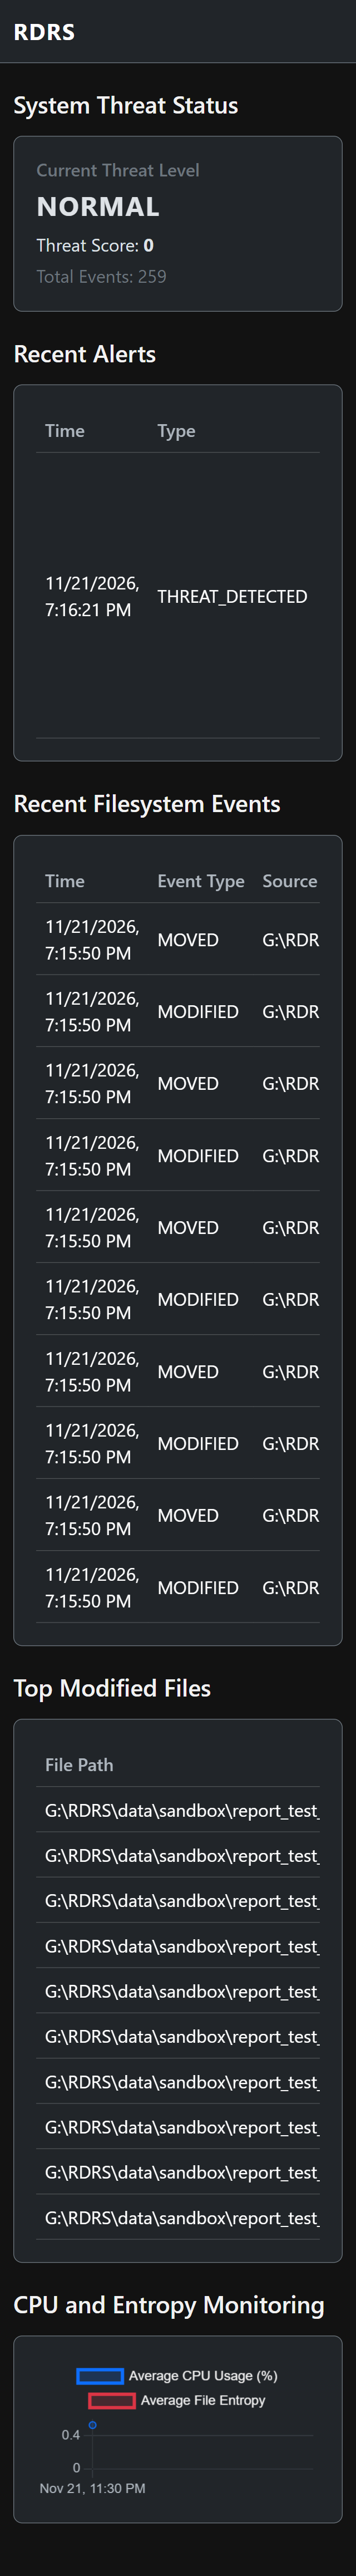 RDRS
System Threat Status
Current Threat Level
NORMAL
Threat Score: 0
Total Events: 259
Recent Alerts
Time Type
11/21/2026,
7:16:21 PM THREAT_DETECTED
Recent Filesystem Events
Time Event Type Source
11/21/2026,
7:15:50 PM MOVED G:\RDR
11/21/2026,
7:15:50 PM MODIFIED G:\RDR
11/21/2026,
7:15:50 PM MOVED G:\RDR
11/21/2026,
7:15:50 PM MODIFIED G:\RDR
11/21/2026,
7:15:50 PM MOVED G:\RDR
11/21/2026,
7:15:50 PM MODIFIED G:\RDR
11/21/2026,
7:15:50 PM MOVED G:\RDR
11/21/2026,
7:15:50 PM MODIFIED G:\RDR
11/21/2026,
7:15:50 PM MOVED G:\RDR
11/21/2026,
7:15:50 PM MODIFIED G:\RDR
Top Modified Files
File Path
G:\RDRS\data\sandbox\report_test_
G:\RDRS\data\sandbox\report_test_
G:\RDRS\data\sandbox\report_test_
G:\RDRS\data\sandbox\report_test_
G:\RDRS\data\sandbox\report_test_
G:\RDRS\data\sandbox\report_test_
G:\RDRS\data\sandbox\report_test_
G:\RDRS\data\sandbox\report_test_
G:\RDRS\data\sandbox\report_test_
G:\RDRS\data\sandbox\report_test_
CPU and Entropy Monitoring
Average CPU Usage (%)
Average File Entropy
0.4
0
Nov 21, 11:30 PM